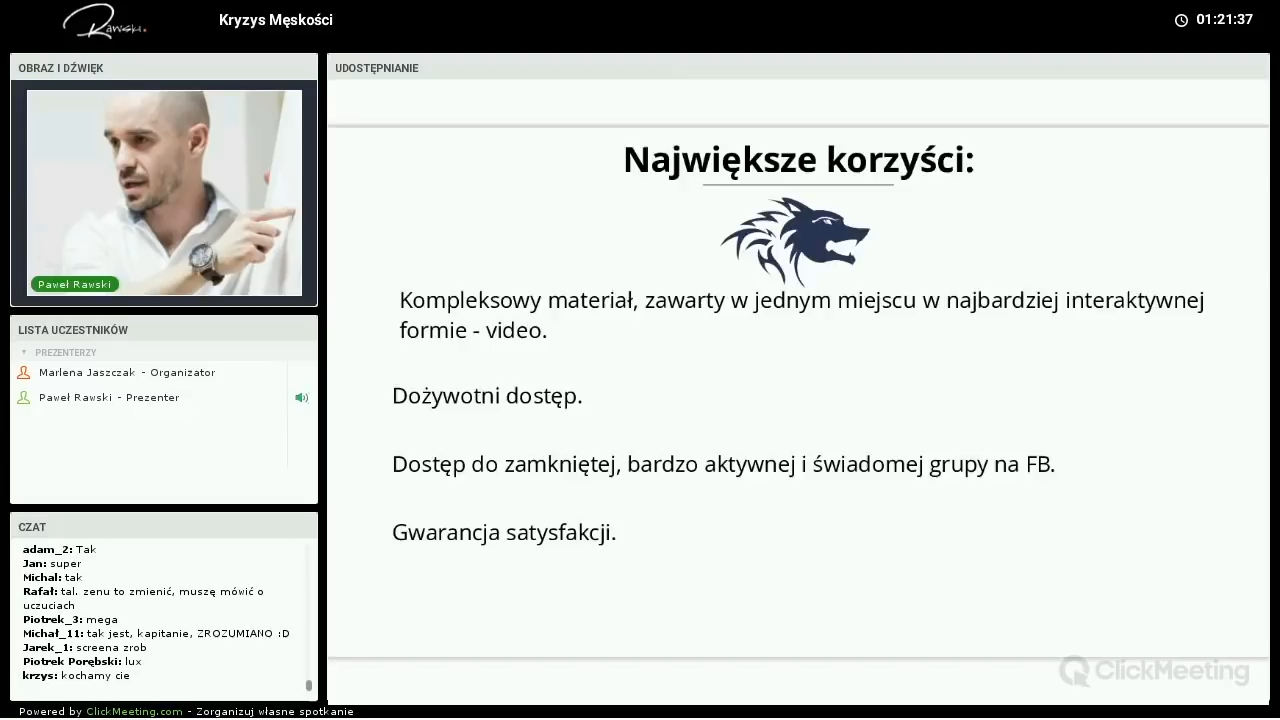 Rawski.
Kryzys Męskości
01:21:37
OBRAZ I DŹWIĘK
Paweł Rawski
LISTA UCZESTNIKÓW
PREZENTERZY
Marlena Jaszczak - Organizator
Paweł Rawski - Prezenter
CZAT
adam_2: Tak
Jan: super
Michal: tak
Rafał: tal. zenu to zmienić, muszę mówić o
uczuciach
Piotrek_3: mega
Michał_11: tak jest, kapitanie, ZROZUMIANO :D
Jarek_1: screena zrob
Piotrek Porębski: lux
krzys: kochamy cie
UDOSTĘPNIANIE
Największe korzyści:
Kompleksowy materiał, zawarty w jednym miejscu w najbardziej interaktywnej
formie - video.
Dożywotni dostęp.
Dostęp do zamkniętej, bardzo aktywnej i świadomej grupy na FB.
Gwarancja satysfakcji.
ClickMeeting
Powered by ClickMeeting.com - Zorganizuj własne spotkanie